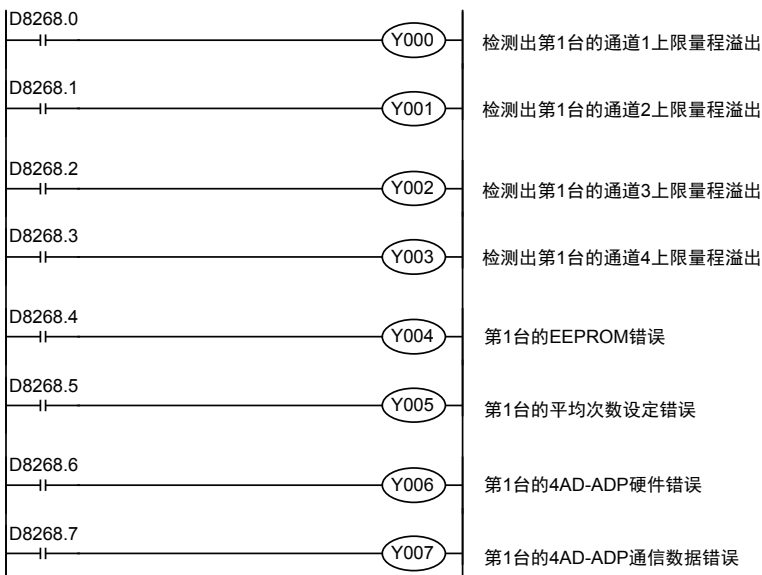 D8268.0
Y000 检测出第1台的通道1上限量程溢出
D8268.1
Y001 检测出第1台的通道2上限量程溢出
D8268.2
Y002 检测出第1台的通道3上限量程溢出
D8268.3
Y003 检测出第1台的通道4上限量程溢出
D8268.4
Y004 第1台的EEPROM错误
D8268.5
Y005 第1台的平均次数设定错误
D8268.6
Y006 第1台的4AD-ADP硬件错误
D8268.7
Y007 第1台的4AD-ADP通信数据错误